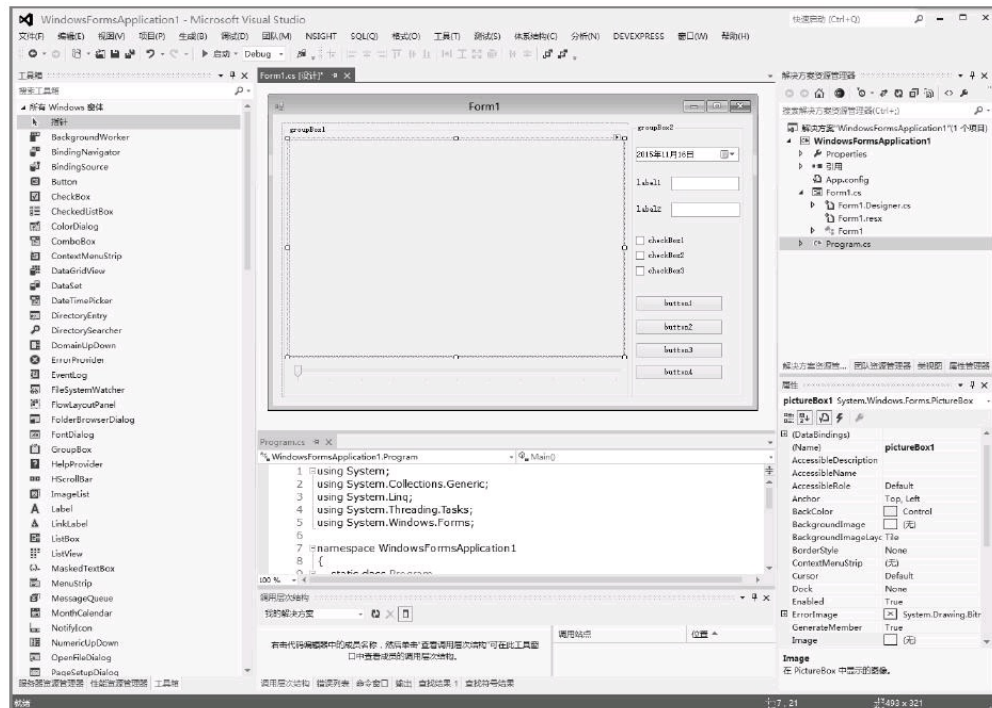 WindowsFormsApplication1 - Microsoft Visual Studio
快速启动 (Ctrl+Q)
文件(F) 编辑(E) 视图(V) 项目(P) 生成(B) 调试(D) 团队(M) NSIGHT SQL(Q) 格式(O) 工具(T) 测试(S) 体系结构(C) 分析(N) DEVEXPRESS 窗口(W) 帮助(H)
启动 Debug
工具箱
搜索工具箱
所有 Windows 窗体
指针
BackgroundWorker
BindingNavigator
BindingSource
Button
CheckBox
CheckedListBox
ColorDialog
ComboBox
ContextMenuStrip
DataGridView
DataSet
DateTimePicker
DirectoryEntry
DirectorySearcher
DomainUpDown
ErrorProvider
EventLog
FileSystemWatcher
FlowLayoutPanel
FolderBrowserDialog
FontDialog
GroupBox
HelpProvider
HScrollBar
ImageList
Label
LinkLabel
ListBox
ListView
MaskedTextBox
MenuStrip
MessageQueue
MonthCalendar
NotifyIcon
NumericUpDown
OpenFileDialog
PageSetupDialog
服务器资源管理器 性能资源管理器 工具箱
Form1.cs [设计]*
Form1
groupBox1
groupBox2
2015年11月16日
label1
label2
checkBox1
checkBox2
checkBox3
button1
button2
button3
button4
Program.cs
WindowsFormsApplication1.Program
Main()
1 using System;
2 using System.Collections.Generic;
3 using System.Linq;
4 using System.Threading.Tasks;
5 using System.Windows.Forms;
6
7 namespace WindowsFormsApplication1
8 {
9 static class Program
100 %
调用层次结构
我的解决方案
调用站点 位置
右击代码编辑器中的成员名称，然后单击“查看调用层次结构”可在此工具窗
口中查看成员的调用层次结构。
调用层次结构 错误列表 命令窗口 输出 查找结果 1 查找符号结果
解决方案资源管理器
搜索解决方案资源管理器(Ctrl+;)
解决方案"WindowsFormsApplication1"(1 个项目)
WindowsFormsApplication1
Properties
引用
App.config
Form1.cs
Form1.Designer.cs
Form1.resx
Form1
Program.cs
解决方案资源管... 团队资源管理器 类视图 属性管理器
属性
pictureBox1 System.Windows.Forms.PictureBox
(DataBindings)
(Name) pictureBox1
AccessibleDescription
AccessibleName
AccessibleRole Default
Anchor Top, Left
BackColor Control
BackgroundImage (无)
BackgroundImageLayc Tile
BorderStyle None
ContextMenuStrip (无)
Cursor Default
Dock None
Enabled True
ErrorImage System.Drawing.Bitr
GenerateMember True
Image (无)
Image
在 PictureBox 中显示的图像。
就绪
7 , 21
493 x 321